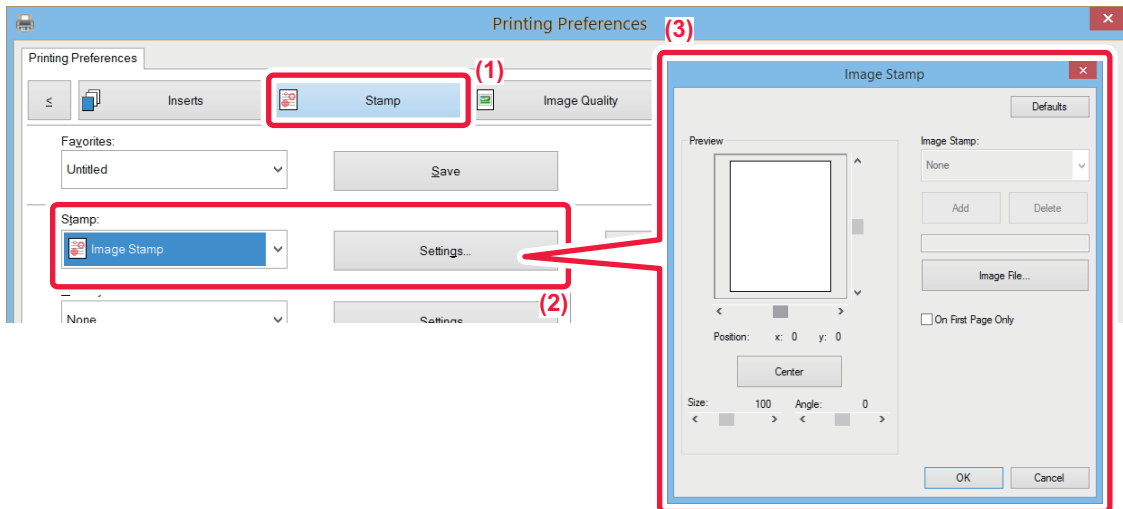 Printing Preferences
(3)
Printing Preferences
(1)
≤
Inserts
Stamp
Image Quality
Favorites:
Untitled
Save
Stamp:
Image Stamp
Settings...
(2)
None
Settings
Image Stamp
Defaults
Preview
Image Stamp:
None
Add
Delete
Image File...
On First Page Only
Position: x: 0 y: 0
Center
Size: 100 Angle: 0
OK
Cancel